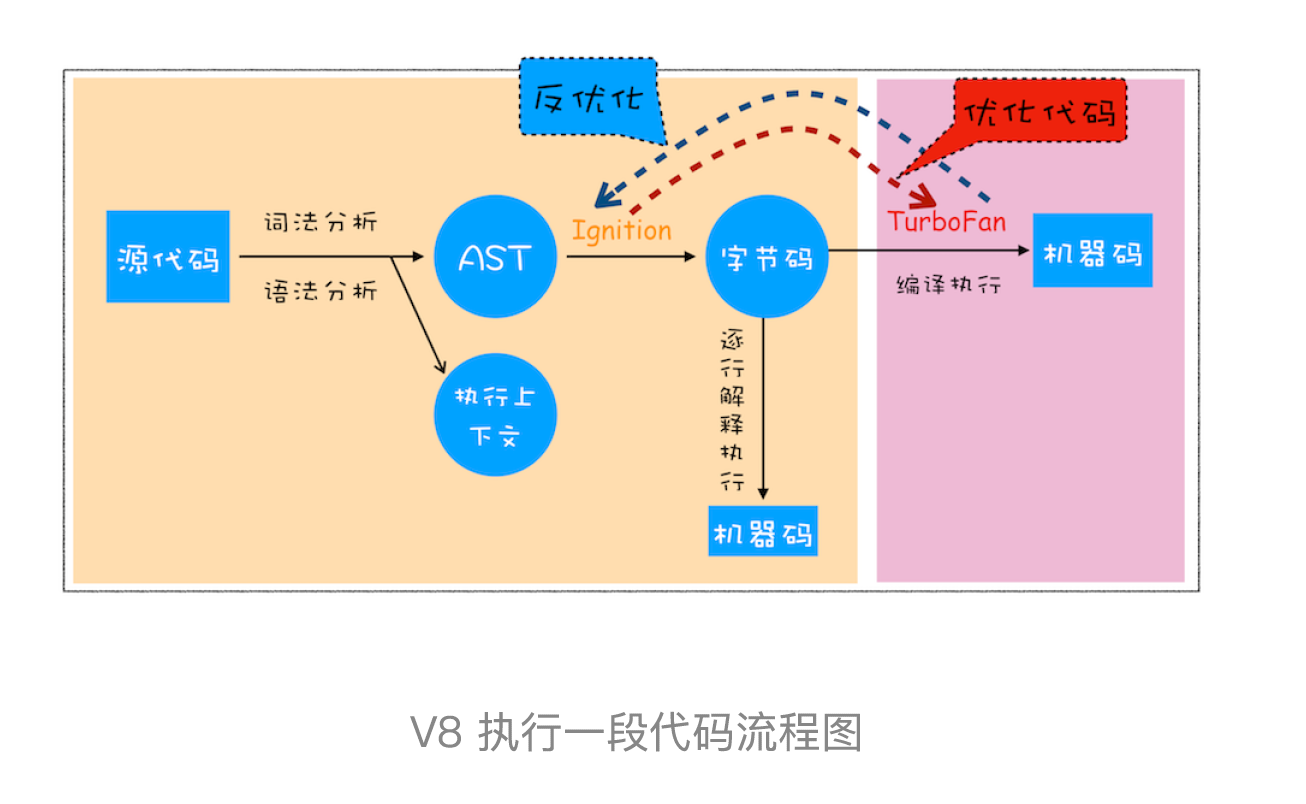 反优化
优化代码
源代码
词法分析
语法分析
AST
Ignition
字节码
TurboFan
编译执行
机器码
执行上
下文
逐
行
解
释
执
行
机器码
V8 执行一段代码流程图